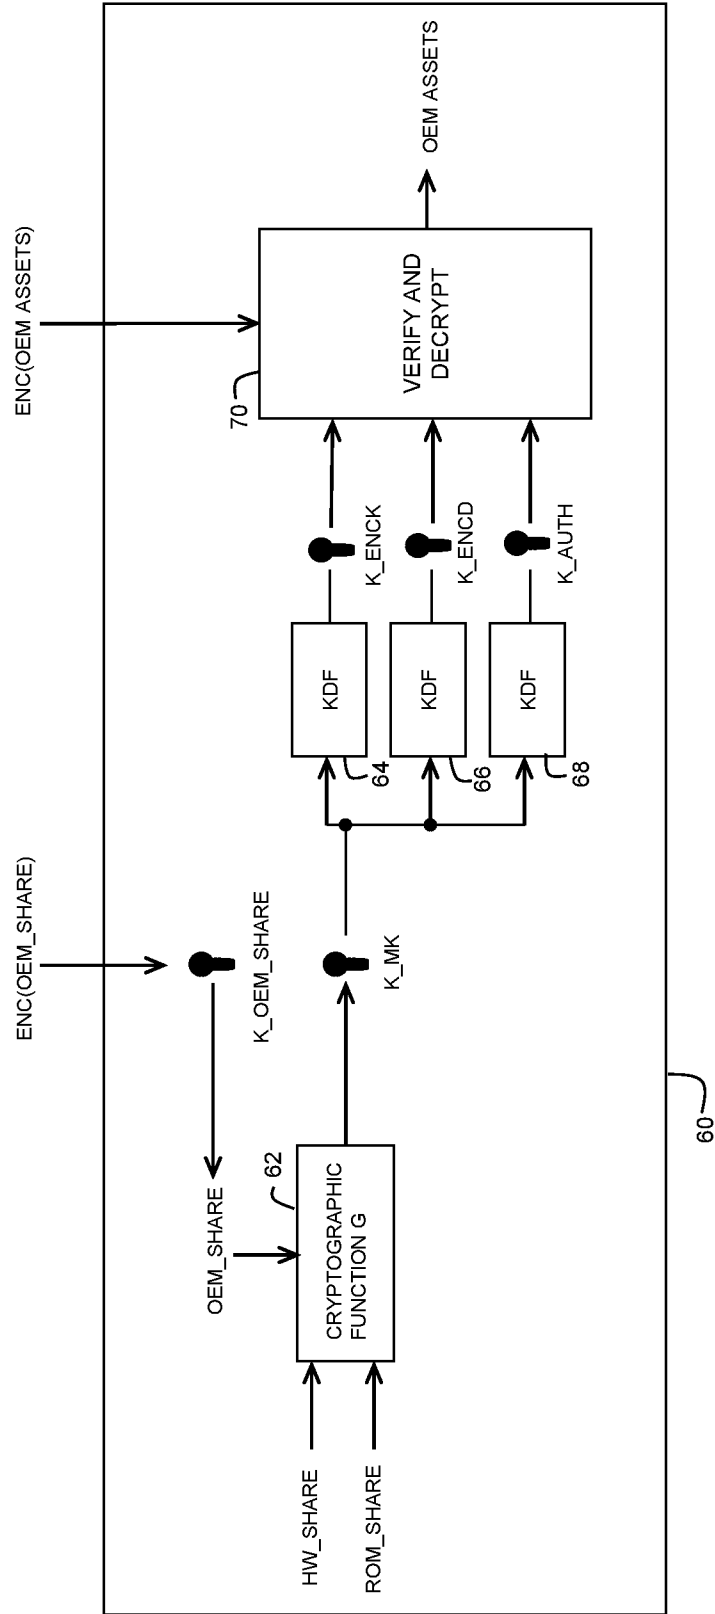 ENC(OEM_SHARE)
ENC(OEM ASSETS)
K_OEM_SHARE
OEM_SHARE
62
HW_SHARE
ROM_SHARE
CRYPTOGRAPHIC
FUNCTION G
K_MK
KDF
64
K_ENCK
KDF
66
K_ENCD
KDF
68
K_AUTH
70
VERIFY AND
DECRYPT
OEM ASSETS
60